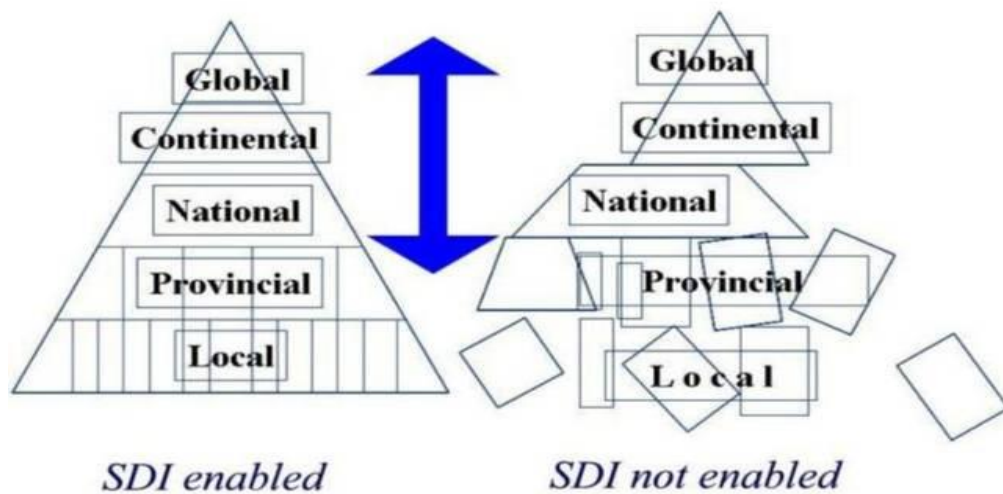 Global
Continental
National
Provincial
Local
SDI enabled
Global
Continental
National
Provincial
L o c a l
SDI not enabled